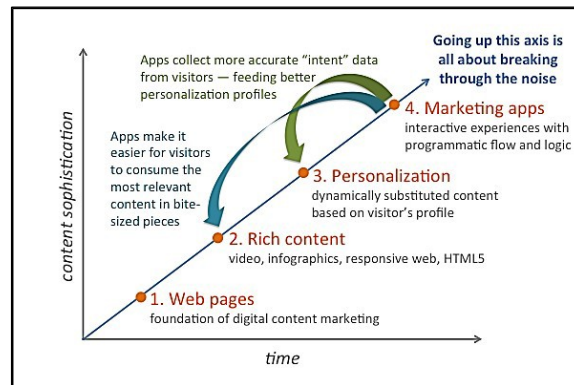 Going up this axis is
all about breaking
through the noise
Apps collect more accurate “intent” data
from visitors — feeding better
personalization profiles
4. Marketing apps
interactive experiences with
programmatic flow and logic
Apps make it
easier for visitors
to consume the
most relevant
content in bite-
sized pieces
3. Personalization
dynamically substituted content
based on visitor’s profile
2. Rich content
video, infographics, responsive web, HTML5
1. Web pages
foundation of digital content marketing
content sophistication
time